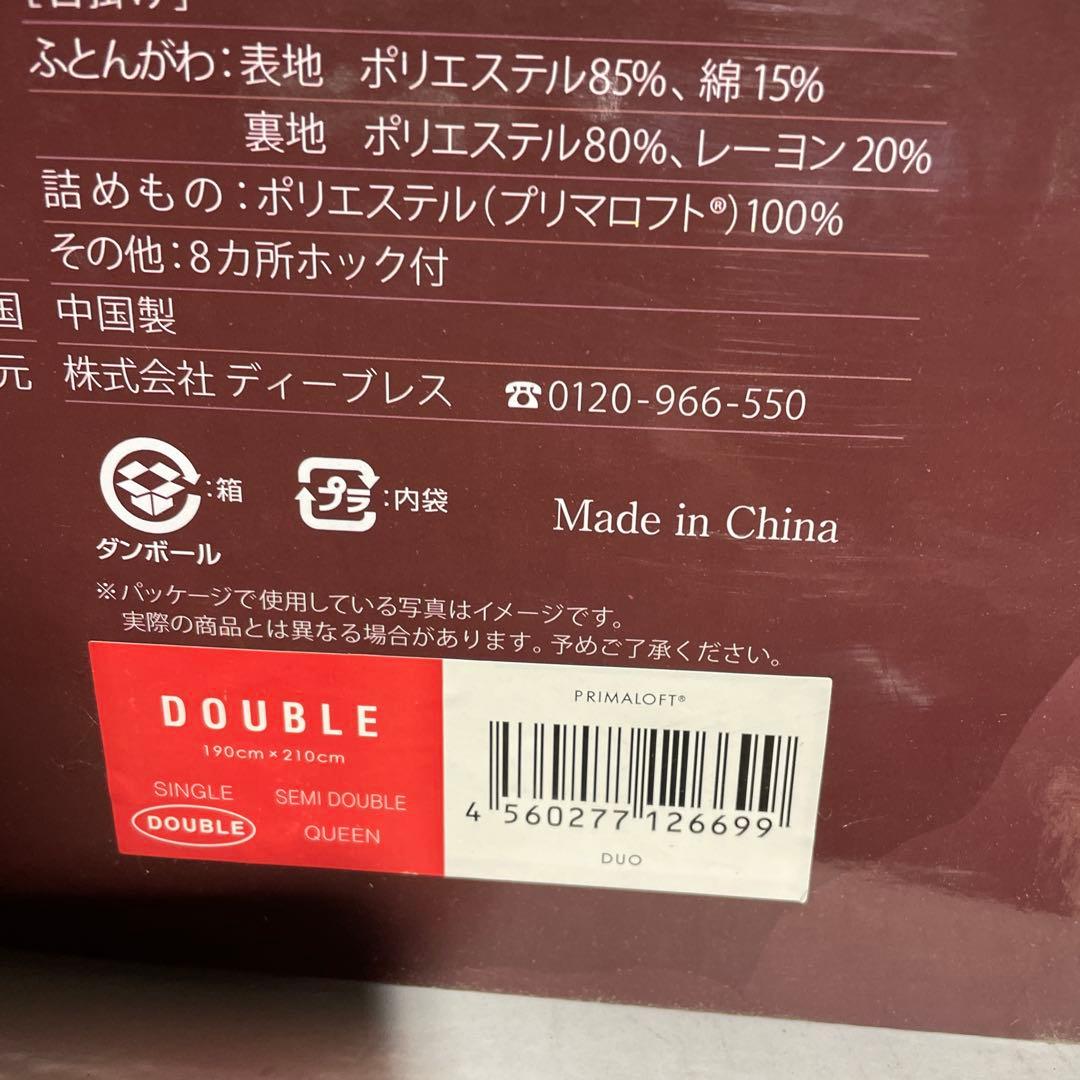 ふとんがわ：表地 ポリエステル85%、綿15%
裏地 ポリエステル80%、レーヨン20%
詰めもの：ポリエステル（プリマロフト®）100%
その他：8カ所ホック付
国 中国製
元 株式会社 ディーブレス ☎0120-966-550
：箱
プラ
：内袋
ダンボール
Made in China
※パッケージで使用している写真はイメージです。
実際の商品とは異なる場合があります。予めご了承ください。
DOUBLE
190cm×210cm
SINGLE SEMI DOUBLE
DOUBLE QUEEN
PRIMALOFT®
4 560277 126699
DUO